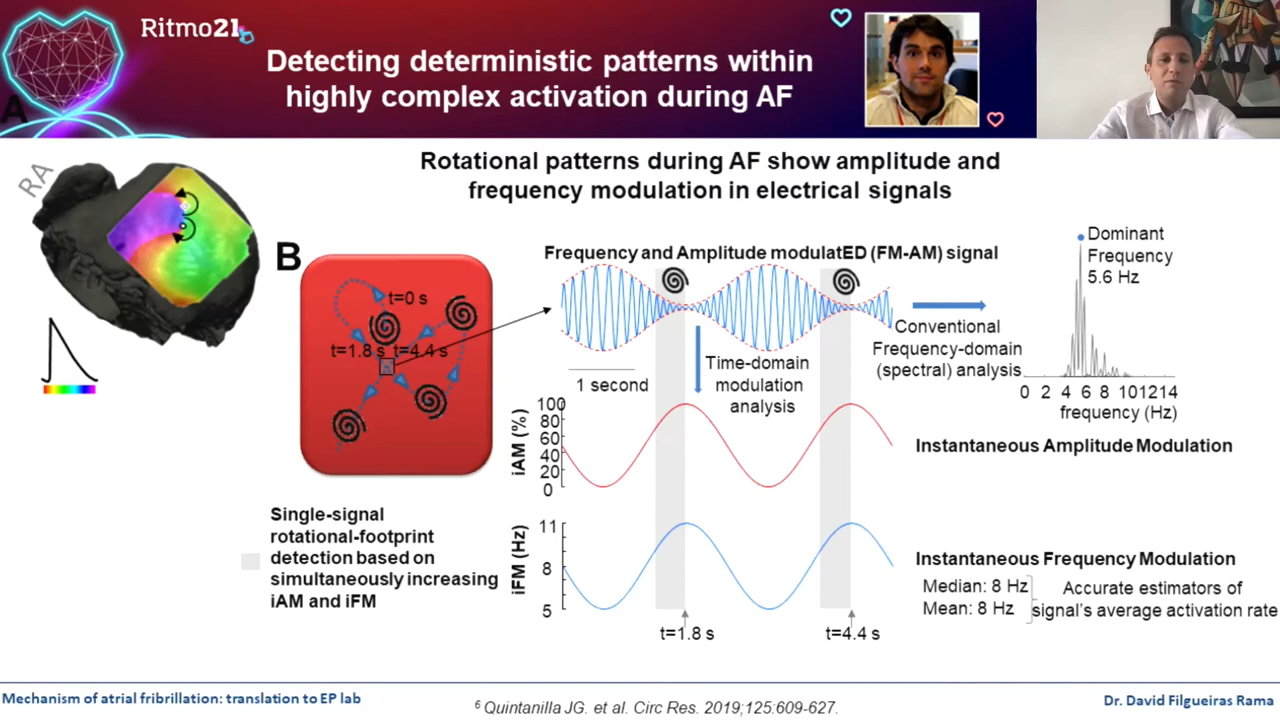 Ritmo21
Detecting deterministic patterns within
highly complex activation during AF
A
RA
Rotational patterns during AF show amplitude and
frequency modulation in electrical signals
B
t=0 s
t=1.8 s
t=4.4 s
Frequency and Amplitude modulatED (FM-AM) signal
1 second
Time-domain
modulation
analysis
Conventional
Frequency-domain
(spectral) analysis
Dominant
Frequency
5.6 Hz
0 2 4 6 8 10 12 14
frequency (Hz)
iAM (%)
100
80
60
40
20
0
Instantaneous Amplitude Modulation
iFM (Hz)
11
8
5
t=1.8 s
t=4.4 s
Instantaneous Frequency Modulation
Median: 8 Hz
Mean: 8 Hz
Accurate estimators of
signal's average activation rate
Single-signal
rotational-footprint
detection based on
simultaneously increasing
iAM and iFM
Mechanism of atrial fribrillation: translation to EP lab
6 Quintanilla JG. et al. Circ Res. 2019;125:609-627.
Dr. David Filgueiras Rama